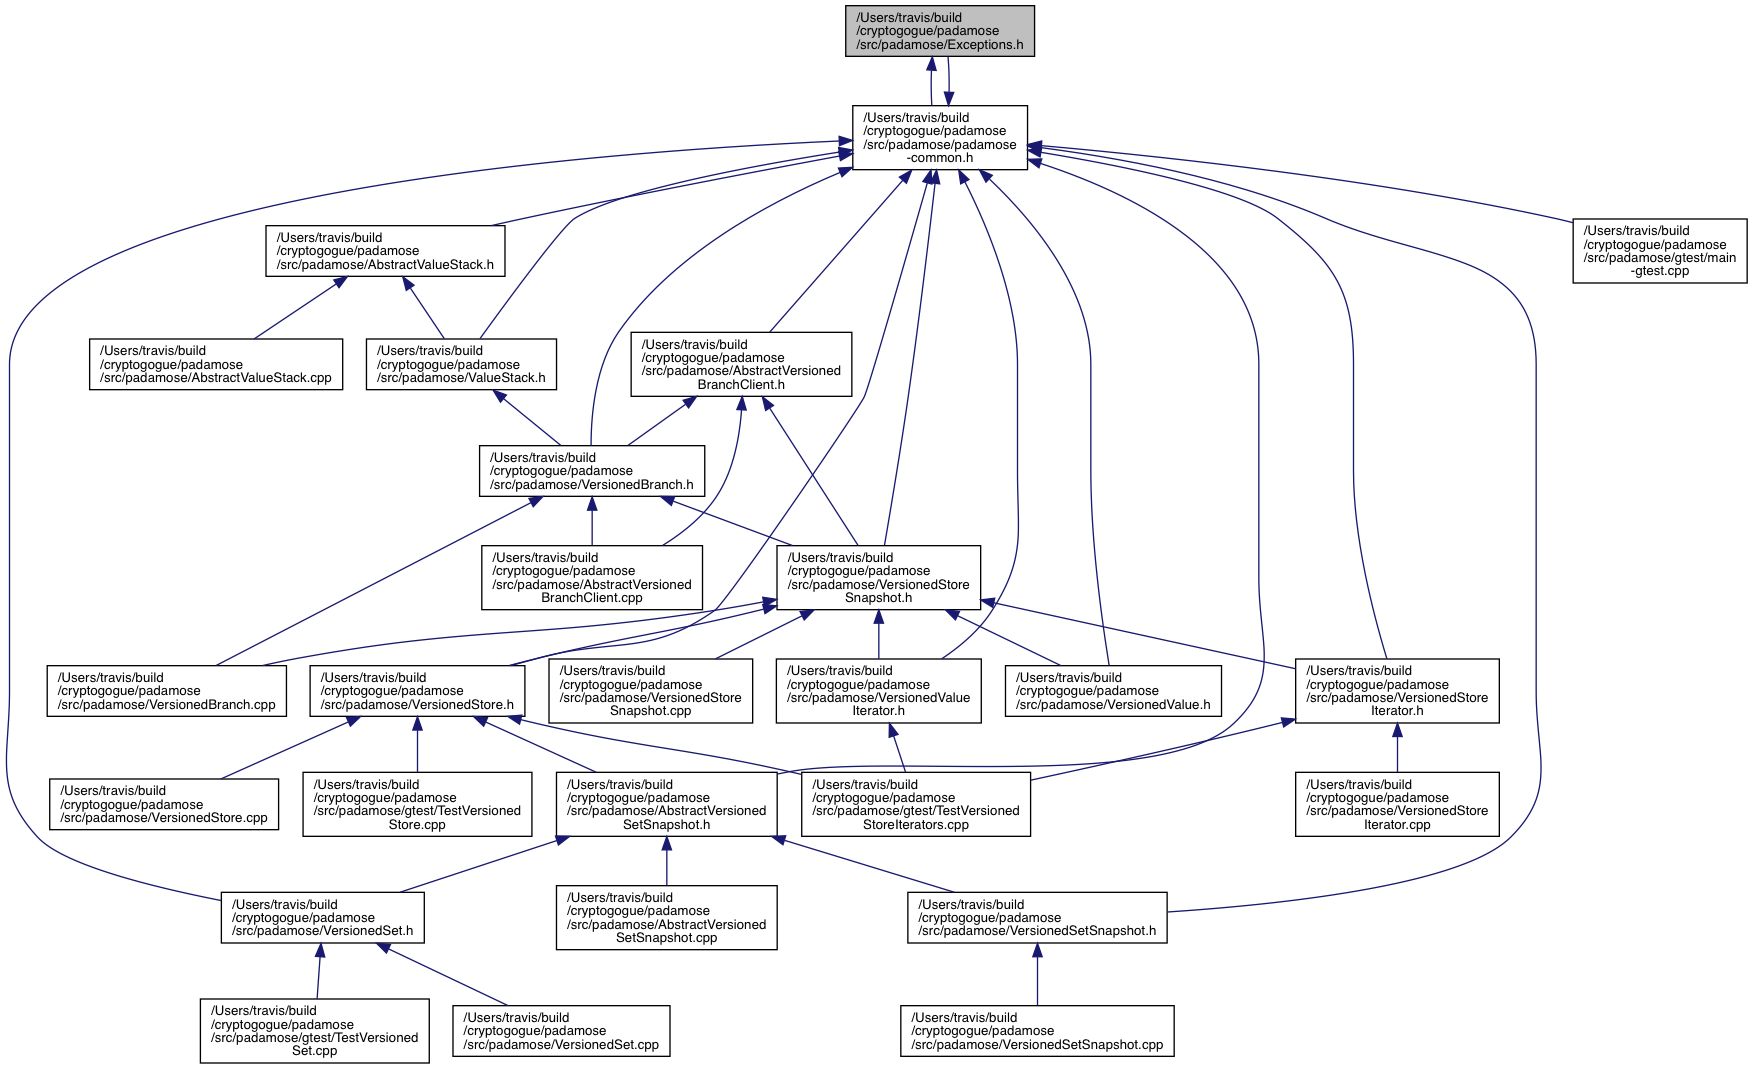 /Users/travis/build
/cryptogogue/padamose
/src/padamose/Exceptions.h
/Users/travis/build
/cryptogogue/padamose
/src/padamose/padamose
-common.h
/Users/travis/build
/cryptogogue/padamose
/src/padamose/AbstractValueStack.h
/Users/travis/build
/cryptogogue/padamose
/src/padamose/gtest/main
-gtest.cpp
/Users/travis/build
/cryptogogue/padamose
/src/padamose/AbstractValueStack.cpp
/Users/travis/build
/cryptogogue/padamose
/src/padamose/ValueStack.h
/Users/travis/build
/cryptogogue/padamose
/src/padamose/AbstractVersioned
BranchClient.h
/Users/travis/build
/cryptogogue/padamose
/src/padamose/VersionedBranch.h
/Users/travis/build
/cryptogogue/padamose
/src/padamose/AbstractVersioned
BranchClient.cpp
/Users/travis/build
/cryptogogue/padamose
/src/padamose/VersionedStore
Snapshot.h
/Users/travis/build
/cryptogogue/padamose
/src/padamose/VersionedBranch.cpp
/Users/travis/build
/cryptogogue/padamose
/src/padamose/VersionedStore.h
/Users/travis/build
/cryptogogue/padamose
/src/padamose/VersionedStore
Snapshot.cpp
/Users/travis/build
/cryptogogue/padamose
/src/padamose/VersionedValue
Iterator.h
/Users/travis/build
/cryptogogue/padamose
/src/padamose/VersionedValue.h
/Users/travis/build
/cryptogogue/padamose
/src/padamose/VersionedStore
Iterator.h
/Users/travis/build
/cryptogogue/padamose
/src/padamose/VersionedStore.cpp
/Users/travis/build
/cryptogogue/padamose
/src/padamose/gtest/TestVersioned
Store.cpp
/Users/travis/build
/cryptogogue/padamose
/src/padamose/AbstractVersioned
SetSnapshot.h
/Users/travis/build
/cryptogogue/padamose
/src/padamose/gtest/TestVersioned
StoreIterators.cpp
/Users/travis/build
/cryptogogue/padamose
/src/padamose/VersionedStore
Iterator.cpp
/Users/travis/build
/cryptogogue/padamose
/src/padamose/VersionedSet.h
/Users/travis/build
/cryptogogue/padamose
/src/padamose/AbstractVersioned
SetSnapshot.cpp
/Users/travis/build
/cryptogogue/padamose
/src/padamose/VersionedSetSnapshot.h
/Users/travis/build
/cryptogogue/padamose
/src/padamose/gtest/TestVersioned
Set.cpp
/Users/travis/build
/cryptogogue/padamose
/src/padamose/VersionedSet.cpp
/Users/travis/build
/cryptogogue/padamose
/src/padamose/VersionedSetSnapshot.cpp